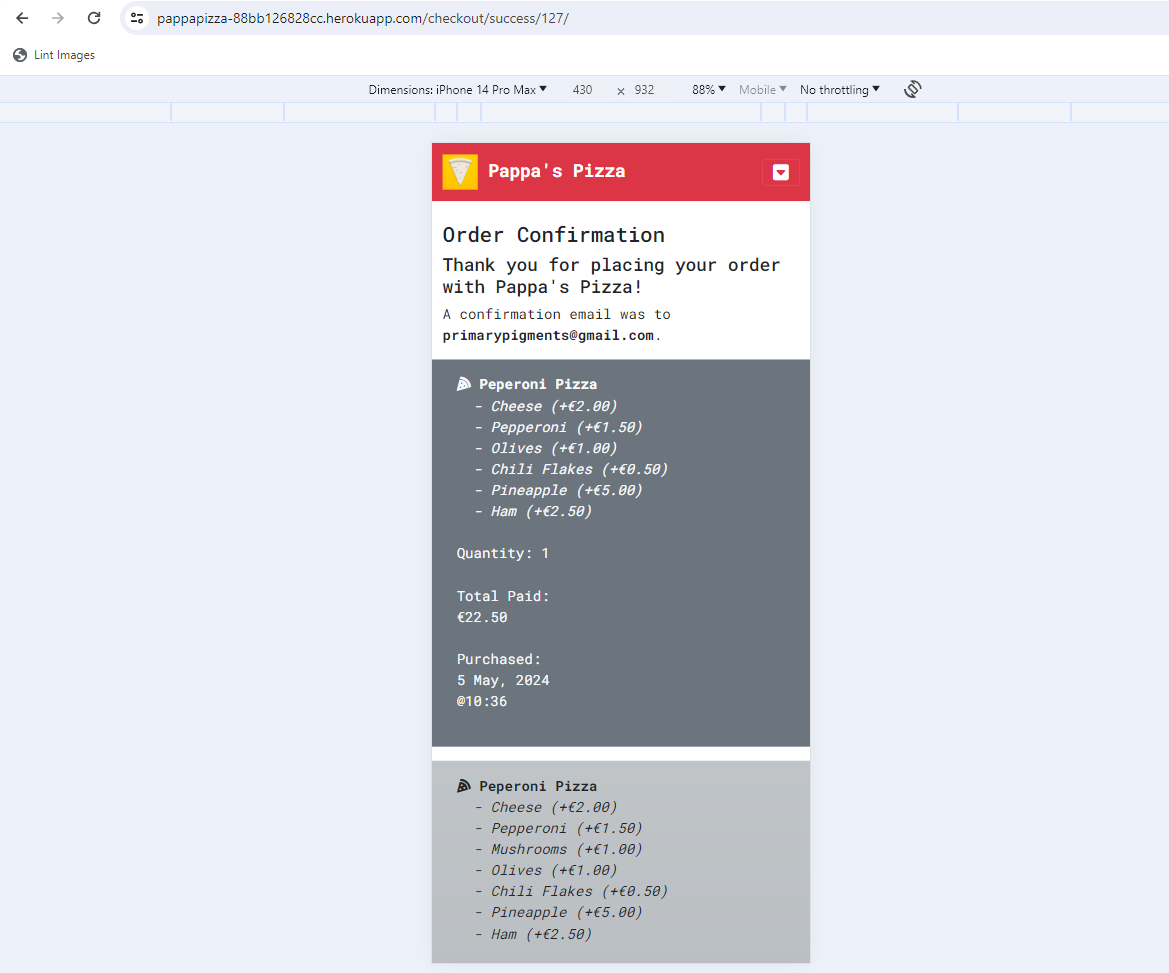 pappapizza-88bb126828cc.herokuapp.com/checkout/success/127/
Lint Images
Dimensions: iPhone 14 Pro Max 430 x 932 88% Mobile No throttling
Pappa's Pizza
Order Confirmation
Thank you for placing your order
with Pappa's Pizza!
A confirmation email was to
primarypigments@gmail.com.
Peperoni Pizza
- Cheese (+€2.00)
- Pepperoni (+€1.50)
- Olives (+€1.00)
- Chili Flakes (+€0.50)
- Pineapple (+€5.00)
- Ham (+€2.50)
Quantity: 1
Total Paid:
€22.50
Purchased:
5 May, 2024
@10:36
Peperoni Pizza
- Cheese (+€2.00)
- Pepperoni (+€1.50)
- Mushrooms (+€1.00)
- Olives (+€1.00)
- Chili Flakes (+€0.50)
- Pineapple (+€5.00)
- Ham (+€2.50)